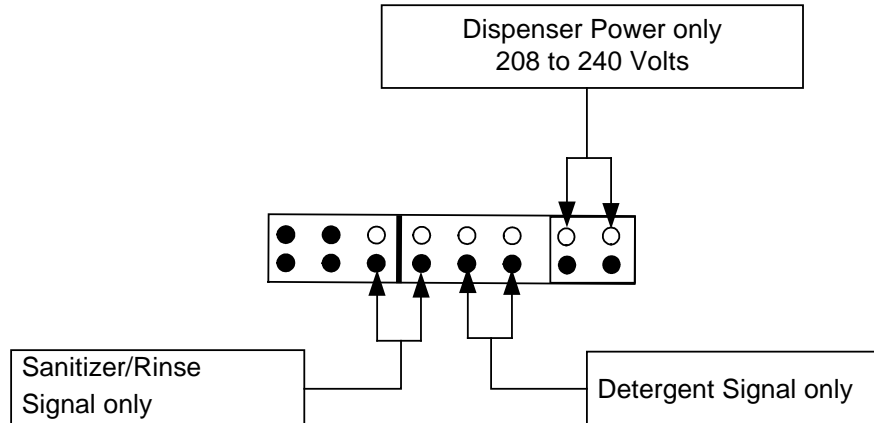 Dispenser Power only
208 to 240 Volts
Sanitizer/Rinse
Signal only
Detergent Signal only